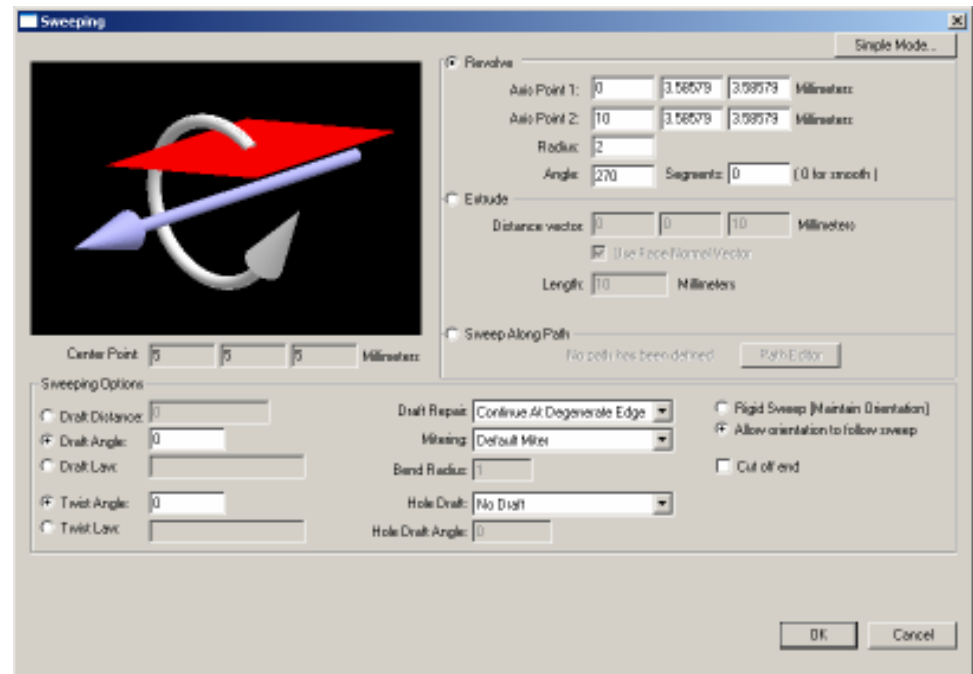 Sweeping
Simple Mode...
Revolve
Axis Point 1: 0 3.58579 3.58579 Millimeters
Axis Point 2: 10 3.58579 3.58579 Millimeters
Radius: 2
Angle: 270 Segments: 0 ( 0 for smooth )
Extrude
Distance vector: 0 0 10 Millimeters
Use Face Normal Vector
Length: 10 Millimeters
Sweep Along Path
No path has been defined Path Editor
Center Point: 5 5 5 Millimeters
Sweeping Options
Draft Distance: 0
Draft Angle: 0
Draft Law:
Twist Angle: 0
Twist Law:
Draft Repair: Continue At Degenerate Edge
Mitering: Default Miter
Bend Radius: 1
Hole Draft: No Draft
Hole Draft Angle: 0
Rigid Sweep (Maintain Orientation)
Allow orientation to follow sweep
Cut off end
OK Cancel